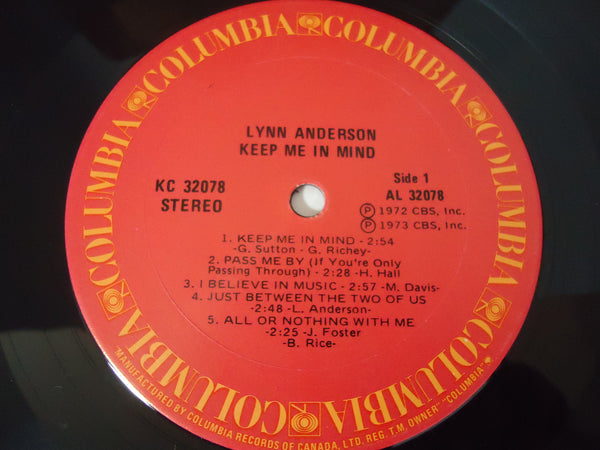 COLUMBIA COLUMBIA COLUMBIA COLUMBIA COLUMBIA COLUMBIA
LYNN ANDERSON
KEEP ME IN MIND
KC 32078
STEREO
Side 1
AL 32078
Ⓟ 1972 CBS, Inc.
Ⓟ 1973 CBS, Inc.
1. KEEP ME IN MIND - 2:54
-G. Sutton - G. Richey-
2. PASS ME BY (If You're Only
Passing Through) - 2:28 -H. Hall
3. I BELIEVE IN MUSIC - 2:57 -M. Davis-
4. JUST BETWEEN THE TWO OF US
-2:48 -L. Anderson-
5. ALL OR NOTHING WITH ME
-2:25 -J. Foster
-B. Rice-
"MANUFACTURED BY COLUMBIA RECORDS OF CANADA, LTD. REG. T.M. OWNER" "COLUMBIA".